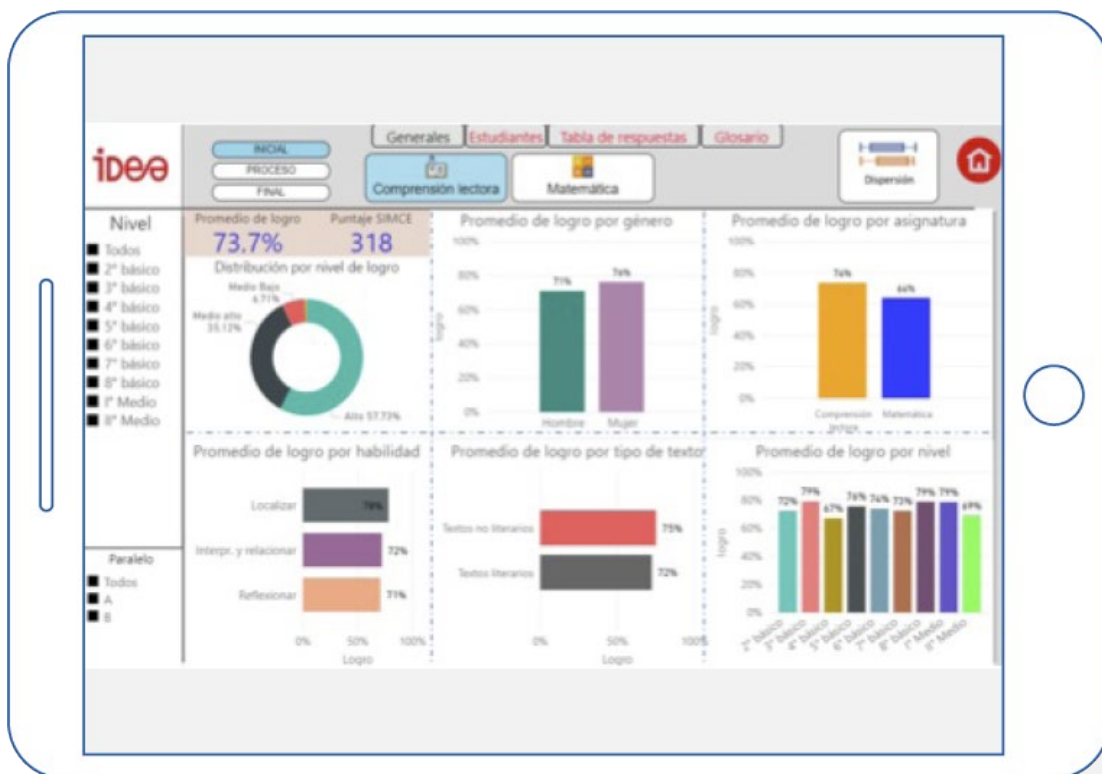 iDEA
INICIAL
PROCESO
FINAL
Generales
Estudiantes
Tabla de respuestas
Glosario
Comprensión lectora
Matemática
Dispersión
Nivel
Todos
2° básico
3° básico
4° básico
5° básico
6° básico
7° básico
8° básico
I° Medio
II° Medio
Paralelo
Todos
A
B
Promedio de logro
73.7%
Puntaje SIMCE
318
Distribución por nivel de logro
Medio Bajo
6.71%
Medio alto
35.12%
Alto 57.73%
Promedio de logro por género
logro
100%
80%
60%
40%
20%
0%
71%
76%
Hombre
Mujer
Promedio de logro por asignatura
logro
100%
80%
60%
40%
20%
0%
74%
64%
Comprensión
lectora
Matemática
Promedio de logro por habilidad
Localizar
78%
Interpr. y relacionar
72%
Reflexionar
71%
0%
50%
100%
Logro
Promedio de logro por tipo de texto
Textos no literarios
75%
Textos literarios
72%
0%
50%
100%
Logro
Promedio de logro por nivel
logro
100%
80%
60%
40%
20%
0%
72%
79%
67%
76%
74%
73%
79%
79%
69%
2° básico
3° básico
4° básico
5° básico
6° básico
7° básico
8° básico
I° Medio
II° Medio